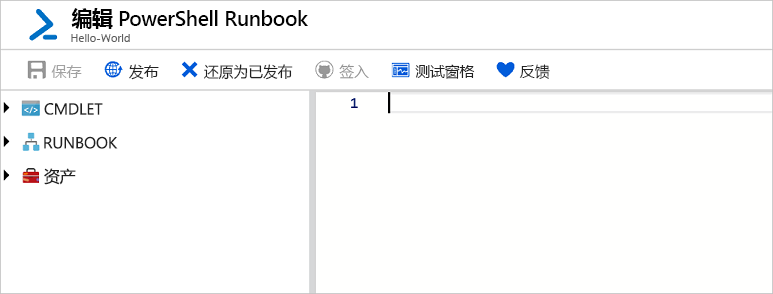 编辑 PowerShell Runbook
Hello-World
保存 发布 还原为已发布 签入 测试窗格 反馈
CMDLET
1
RUNBOOK
资产